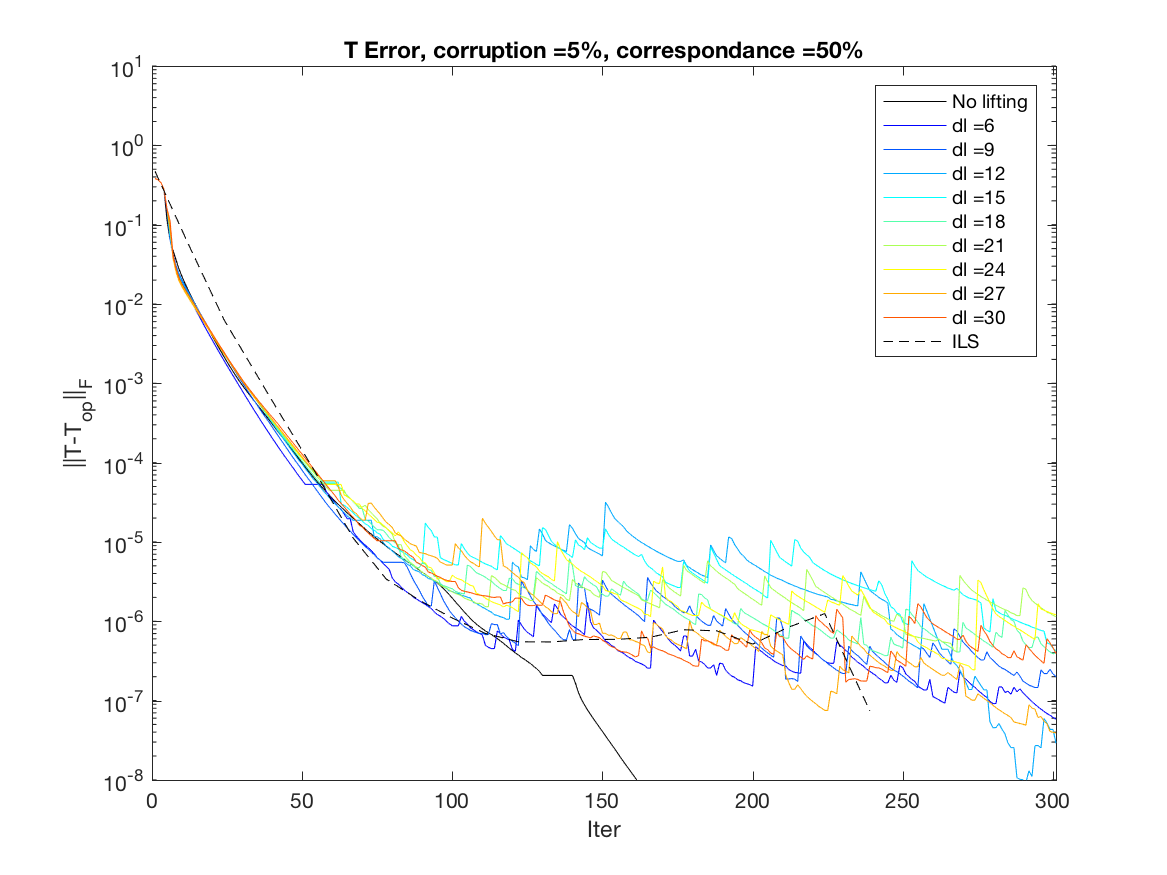 T Error, corruption =5%, correspondance =50%
10^1
10^0
10^-1
10^-2
10^-3
10^-4
10^-5
10^-6
10^-7
10^-8
||T-T_op||_F
No lifting
dl =6
dl =9
dl =12
dl =15
dl =18
dl =21
dl =24
dl =27
dl =30
ILS
0 50 100 150 200 250 300
Iter